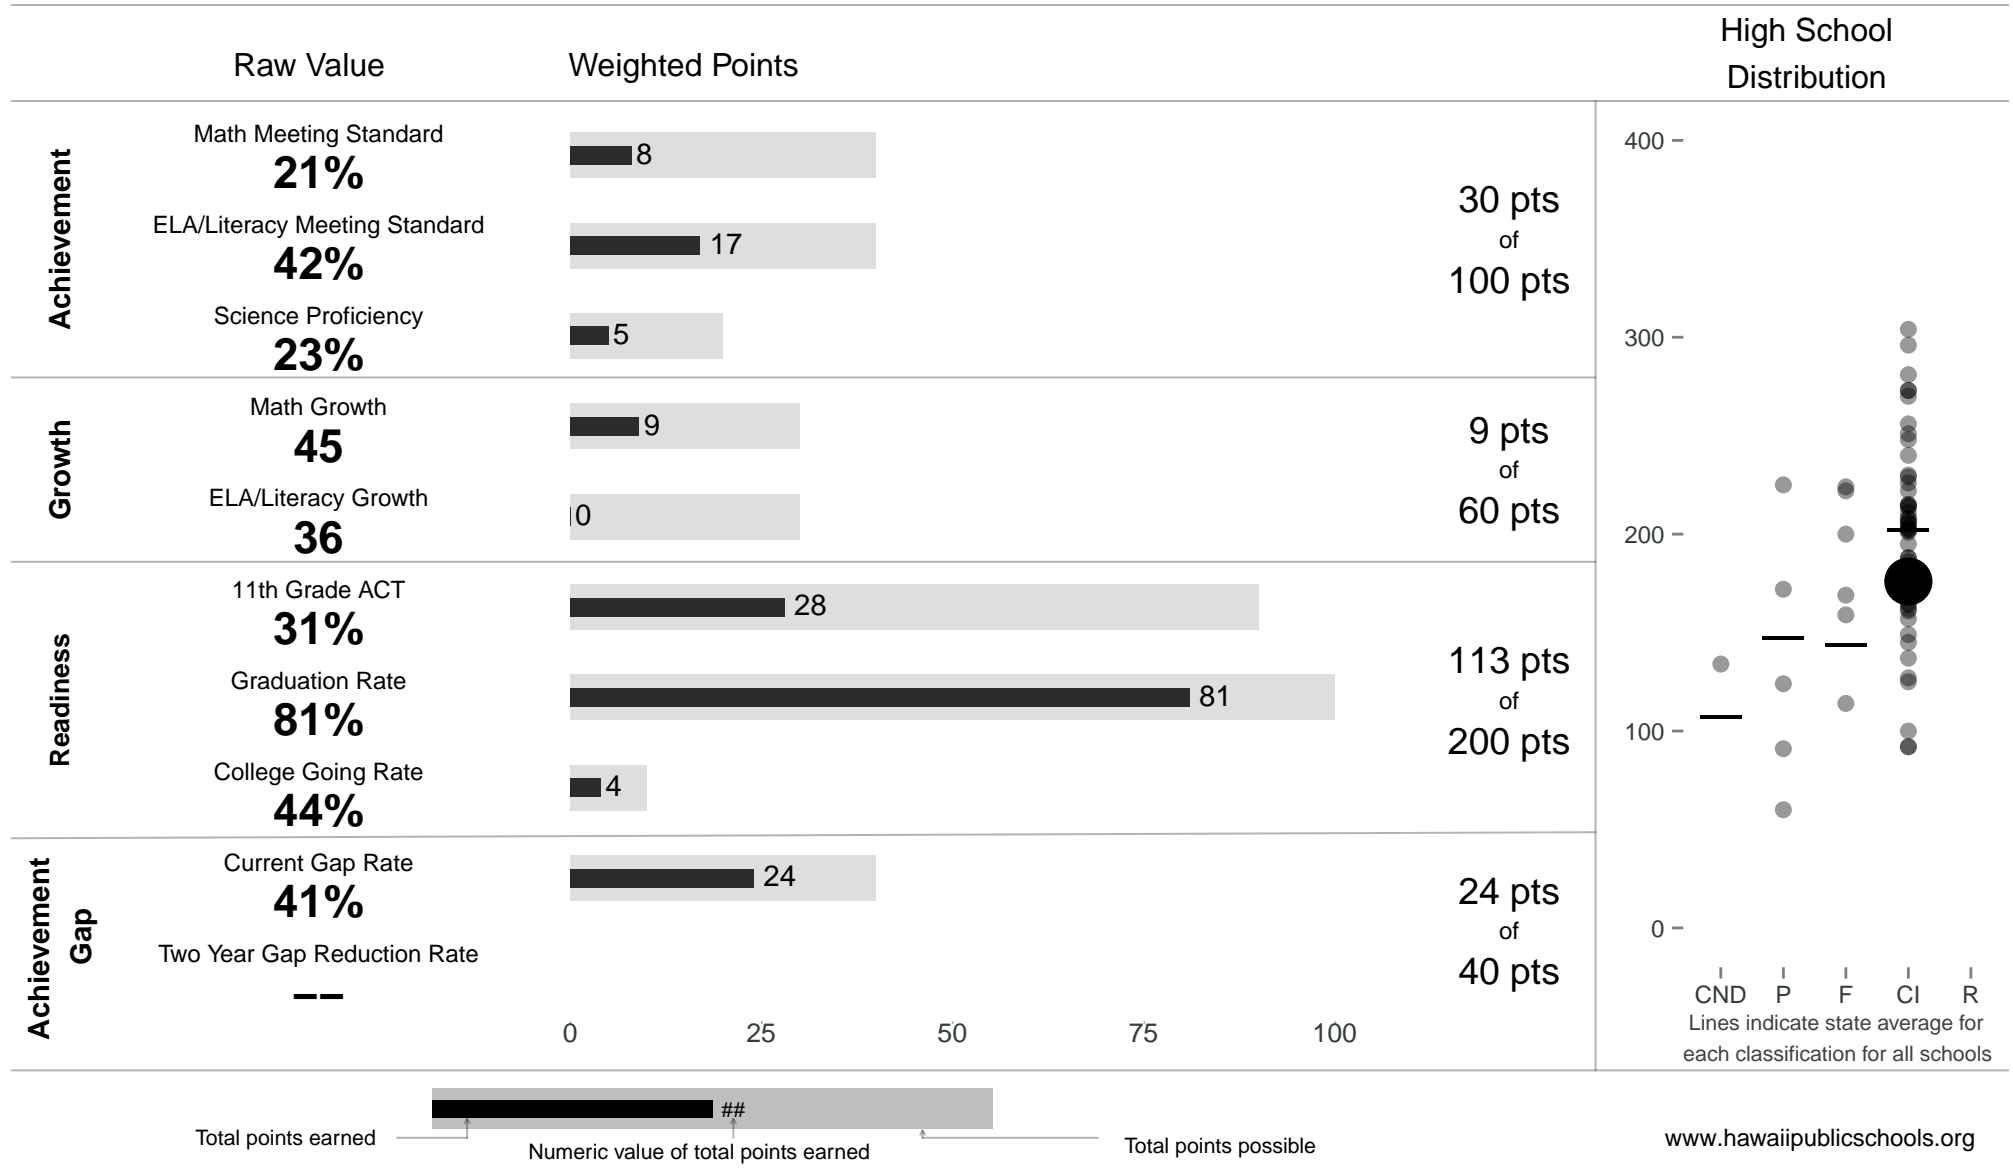 Raw Value
Weighted Points
High School
Distribution
Achievement
Math Meeting Standard
21%
8
ELA/Literacy Meeting Standard
42%
17
Science Proficiency
23%
5
30 pts
of
100 pts
Growth
Math Growth
45
9
ELA/Literacy Growth
36
0
9 pts
of
60 pts
Readiness
11th Grade ACT
31%
28
Graduation Rate
81%
81
College Going Rate
44%
4
113 pts
of
200 pts
Achievement
Gap
Current Gap Rate
41%
24
Two Year Gap Reduction Rate
––
24 pts
of
40 pts
0 25 50 75 100
400
300
200
100
0
CND P F CI R
Lines indicate state average for
each classification for all schools
##
Total points earned
Numeric value of total points earned
Total points possible
www.hawaiipublicschools.org